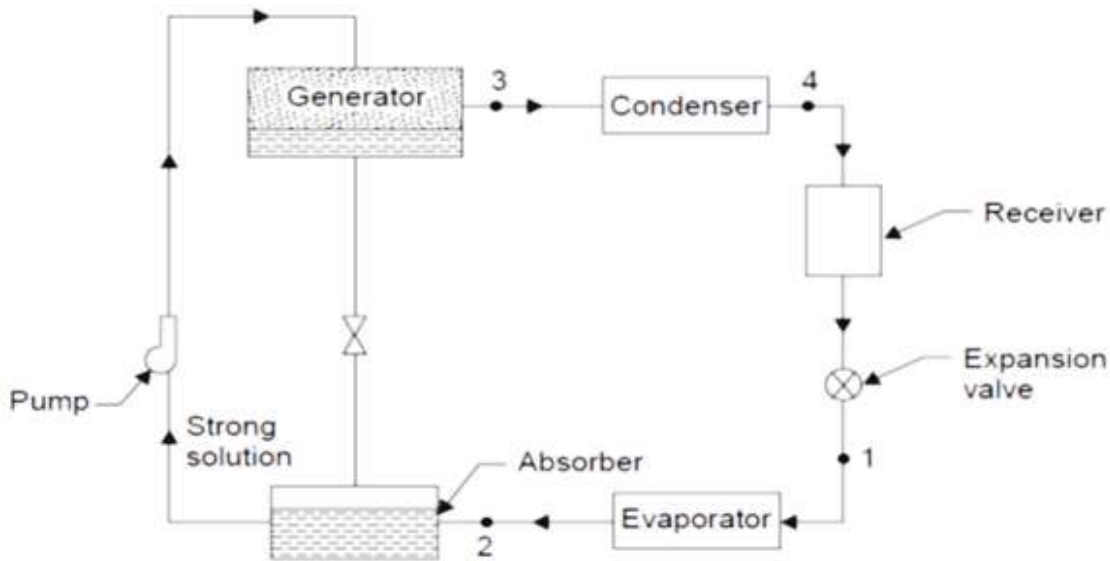 3
4
Generator
Condenser
Receiver
Expansion
valve
Pump
Strong
solution
Absorber
1
Evaporator
2